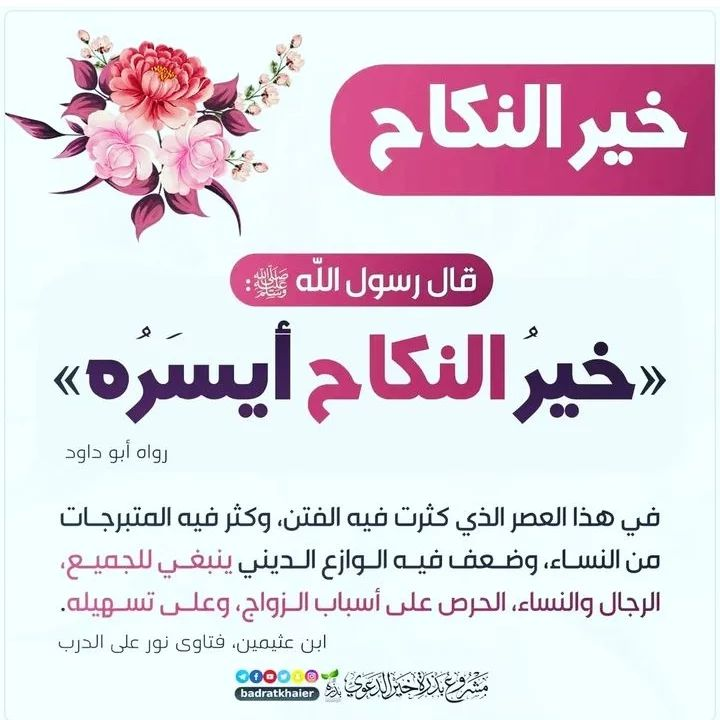 خير النكاح
قال رسول الله ﷺ:
«خيرُ النكاح أيسَرُه»
رواه أبو داود
في هذا العصر الذي كثرت فيه الفتن، وكثر فيه المتبرجات
من النساء، وضعف فيه الوازع الديني ينبغي للجميع،
الرجال والنساء، الحرص على أسباب الزواج، وعلى تسهيله.
ابن عثيمين، فتاوى نور على الدرب
مشروع بذرة خير الدعوي
بذرة
badratkhaier